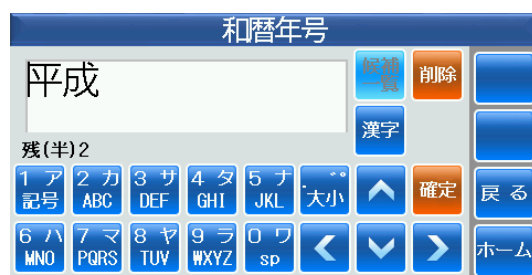 和暦年号
平成
候補一覧
削除
漢字
残(半)2
1 ア 記号
2 カ ABC
3 サ DEF
4 タ GHI
5 ナ JKL
゛゜大小
確定
戻る
6 ハ MNO
7 マ PQRS
8 ヤ TUV
9 ラ WXYZ
0 ワ sp
ホーム